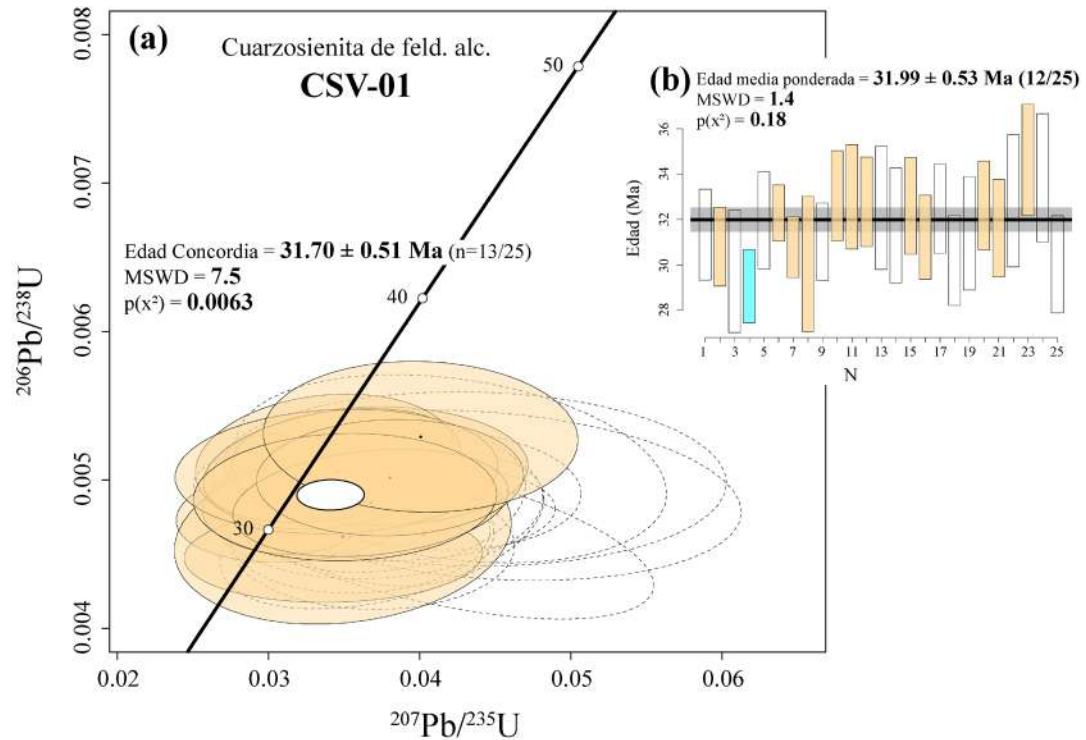 (a)
Cuarzosienita de feld. alc.
CSV-01
Edad Concordia = 31.70 ± 0.51 Ma (n=13/25)
MSWD = 7.5
p(x²) = 0.0063
50
40
30
0.008
0.007
0.006
0.005
0.004
²⁰⁶Pb/²³⁸U
0.02 0.03 0.04 0.05 0.06
²⁰⁷Pb/²³⁵U
(b)
Edad media ponderada = 31.99 ± 0.53 Ma (12/25)
MSWD = 1.4
p(x²) = 0.18
36
34
32
30
28
Edad (Ma)
1 3 5 7 9 11 13 15 17 19 21 23 25
N